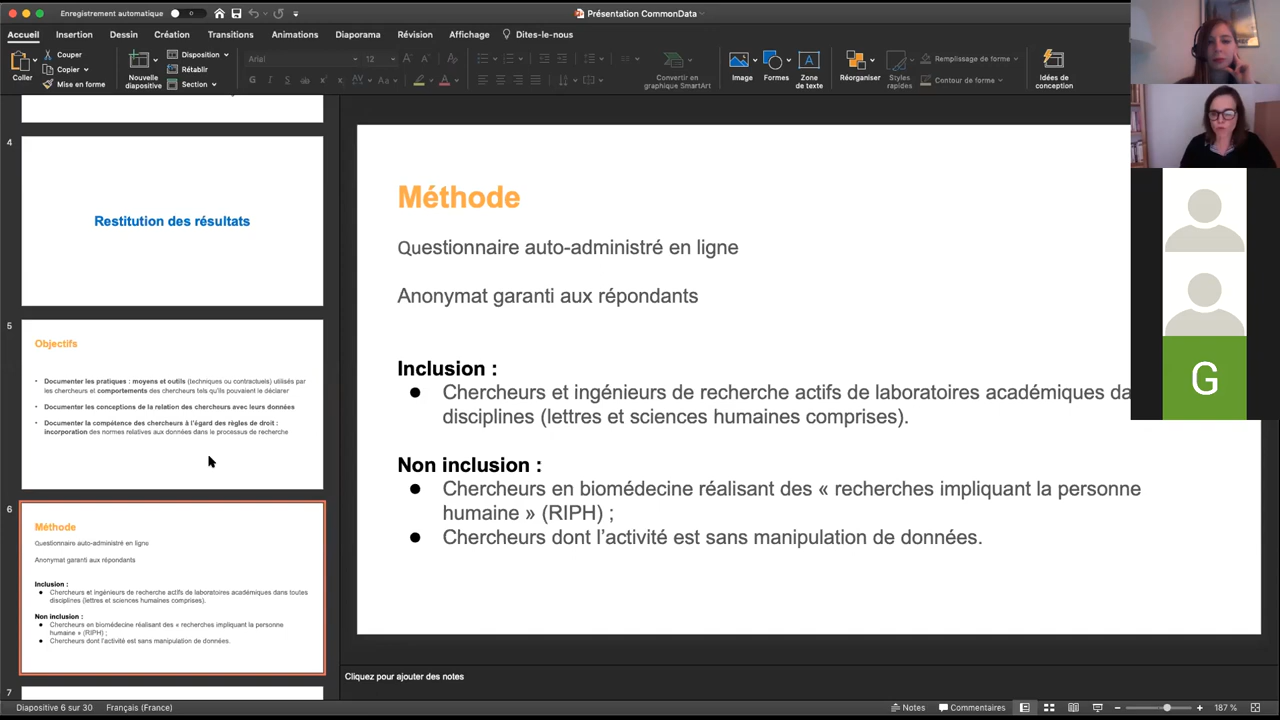 Enregistrement automatique
Présentation CommonData
Accueil Insertion Dessin Création Transitions Animations Diaporama Révision Affichage Dites-le-nous
Coller
Couper
Copier
Mise en forme
Nouvelle
diapositive
Disposition
Rétablir
Section
Arial 12
Convertir en
graphique SmartArt
Image
Formes
Zone
de texte
Réorganiser
Styles
rapides
Remplissage de forme
Contour de forme
Idées de
conception
4
Restitution des résultats
5
Objectifs
• Documenter les pratiques : moyens et outils (techniques ou contractuels) utilisés par
les chercheurs et comportements des chercheurs tels qu'ils pouvaient le déclarer
• Documenter les conceptions de la relation des chercheurs avec leurs données
• Documenter la compétence des chercheurs à l'égard des règles de droit :
incorporation des normes relatives aux données dans le processus de recherche
6
Méthode
Questionnaire auto-administré en ligne
Anonymat garanti aux répondants
Inclusion :
● Chercheurs et ingénieurs de recherche actifs de laboratoires académiques dans toutes
disciplines (lettres et sciences humaines comprises).
Non inclusion :
● Chercheurs en biomédecine réalisant des « recherches impliquant la personne
humaine » (RIPH) ;
● Chercheurs dont l'activité est sans manipulation de données.
7
Méthode
Questionnaire auto-administré en ligne
Anonymat garanti aux répondants
Inclusion :
● Chercheurs et ingénieurs de recherche actifs de laboratoires académiques da
disciplines (lettres et sciences humaines comprises).
Non inclusion :
● Chercheurs en biomédecine réalisant des « recherches impliquant la personne
humaine » (RIPH) ;
● Chercheurs dont l'activité est sans manipulation de données.
G
Cliquez pour ajouter des notes
Diapositive 6 sur 30 Français (France) Notes Commentaires 187 %